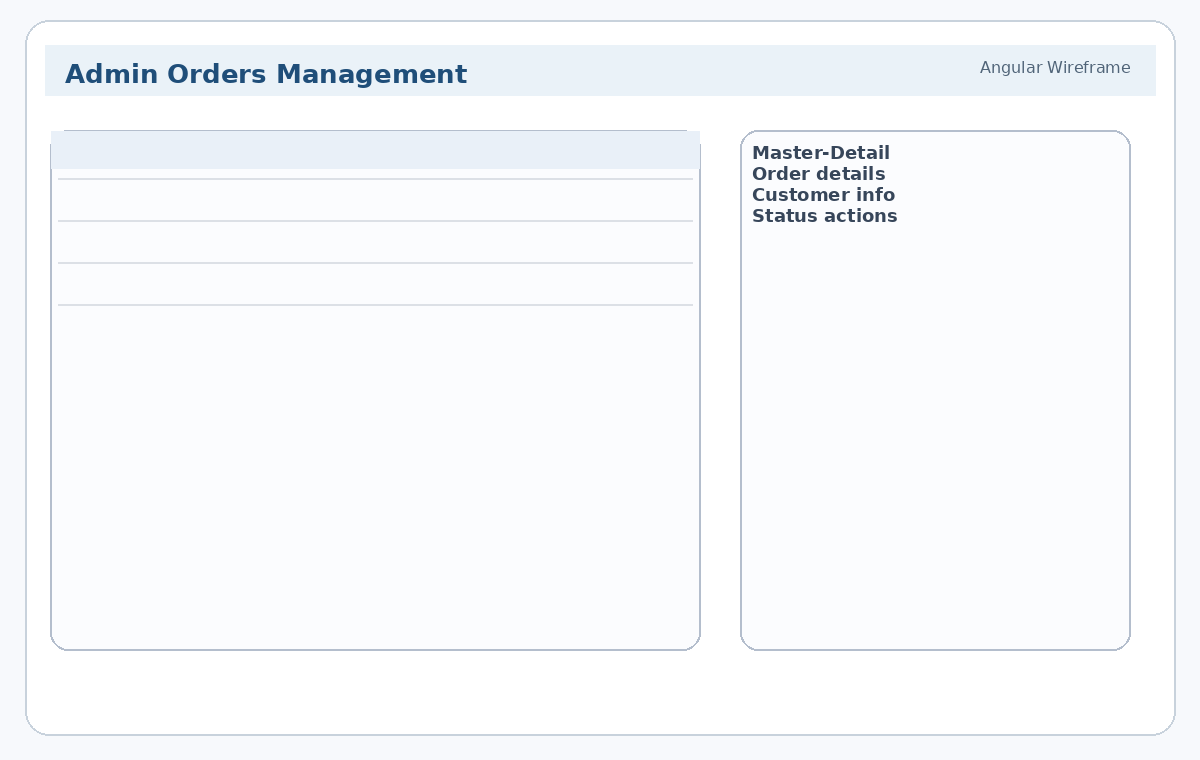 Admin Orders Management
Angular Wireframe
Master-Detail
Order details
Customer info
Status actions